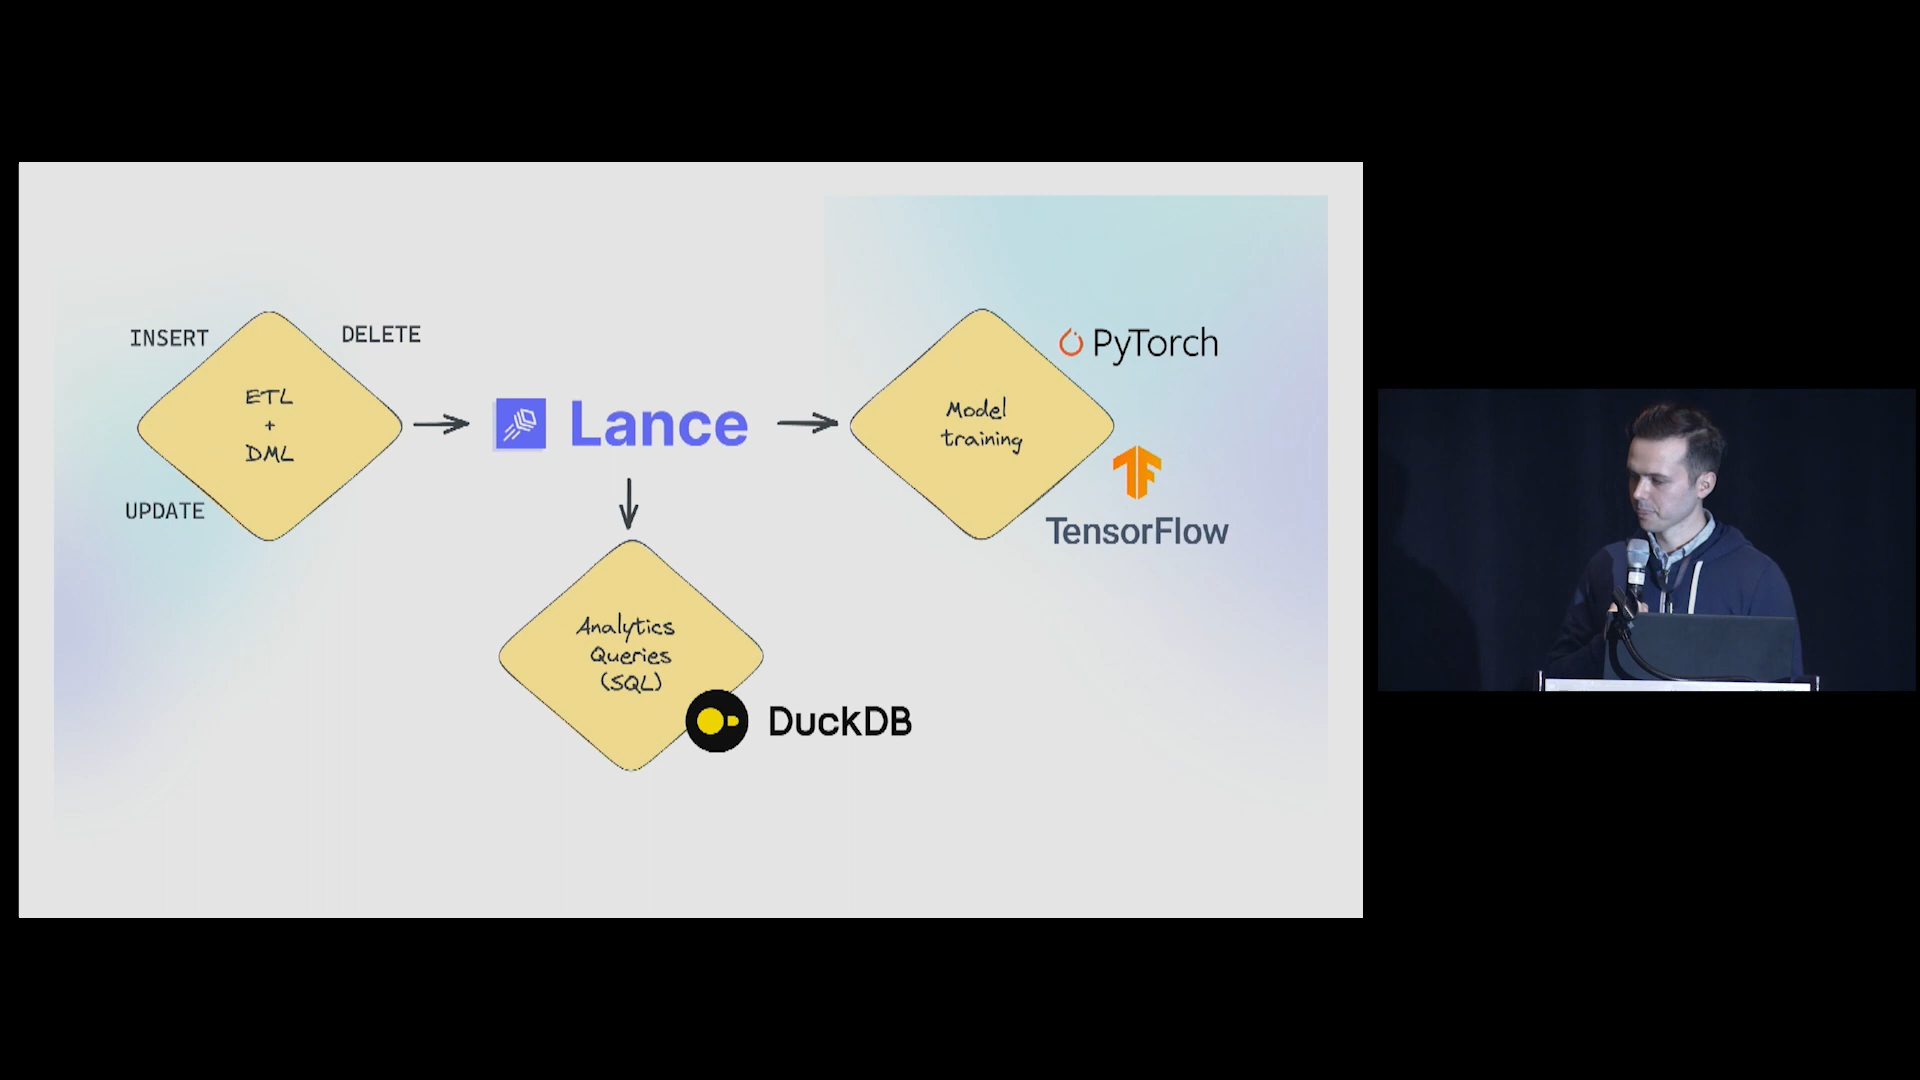 INSERT
DELETE
ETL
+
DML
UPDATE
Lance
Model
training
PyTorch
TensorFlow
Analytics
Queries
(SQL)
DuckDB